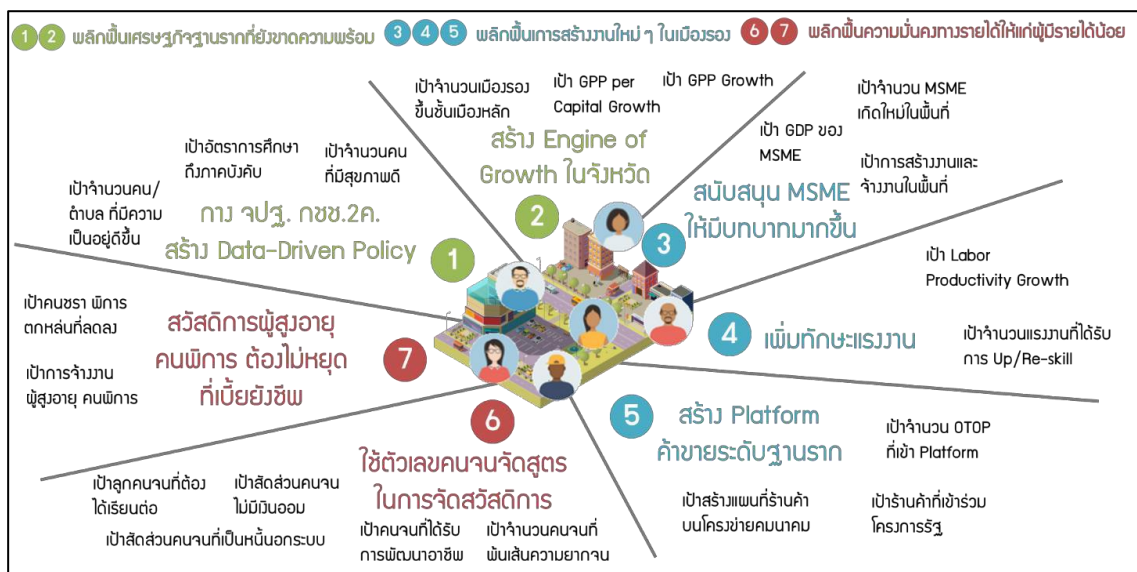 1 2 พลิกฟื้นเศรษฐกิจฐานรากที่ยังขาดความพร้อม
3 4 5 พลิกฟื้นการสร้างงานใหม่ ๆ ในเมืองรอง
6 7 พลิกฟื้นความมั่นคงทางรายได้ให้แก่ผู้มีรายได้น้อย
เป้าจำนวนคน/
ตำบล ที่มีความ
เป็นอยู่ดีขึ้น
เป้าอัตราการศึกษา
ถึงภาคบังคับ
เป้าจำนวนคน
ที่มีสุขภาพดี
กาง จปฐ. กชช.2ค.
สร้าง Data-Driven Policy
1
เป้าจำนวนเมืองรอง
ขึ้นชั้นเมืองหลัก
เป้า GPP per
Capital Growth
เป้า GPP Growth
สร้าง Engine of
Growth ในจังหวัด
2
เป้า GDP ของ
MSME
เป้าจำนวน MSME
เกิดใหม่ในพื้นที่
เป้าการสร้างงานและ
จ้างงานในพื้นที่
สนับสนุน MSME
ให้มีบทบาทมากขึ้น
3
เป้า Labor
Productivity Growth
4
เพิ่มทักษะแรงงาน
เป้าจำนวนแรงงานที่ได้รับ
การ Up/Re-skill
5
สร้าง Platform
ค้าขายระดับฐานราก
เป้าจำนวน OTOP
ที่เข้า Platform
เป้าสร้างแผนที่ร้านค้า
บนโครงข่ายคมนาคม
เป้าร้านค้าที่เข้าร่วม
โครงการรัฐ
6
ใช้ตัวเลขคนจนจัดสูตร
ในการจัดสวัสดิการ
เป้าลูกคนจนที่ต้อง
ได้เรียนต่อ
เป้าสัดส่วนคนจน
ไม่มีเงินออม
เป้าสัดส่วนคนจนที่เป็นหนี้นอกระบบ
เป้าคนจนที่ได้รับ
การพัฒนาอาชีพ
เป้าจำนวนคนจนที่
พ้นเส้นความยากจน
7
สวัสดิการผู้สูงอายุ
คนพิการ ต้องไม่หยุด
ที่เบี้ยยังชีพ
เป้าคนชรา พิการ
ตกหล่นที่ลดลง
เป้าการจ้างงาน
ผู้สูงอายุ คนพิการ